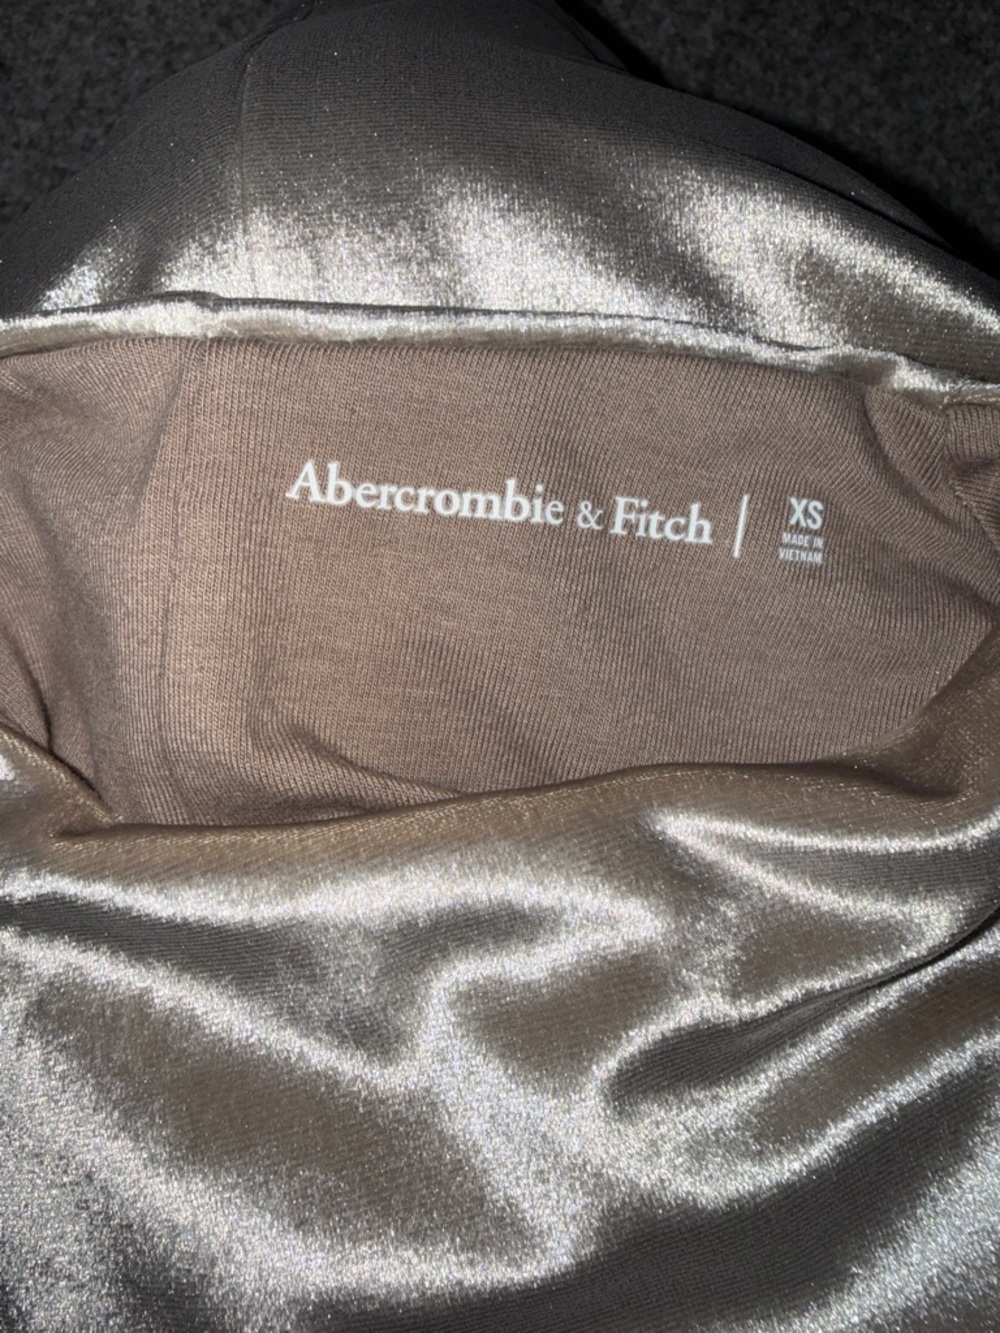 Abercrombie & Fitch | XS
MADE IN
VIETNAM